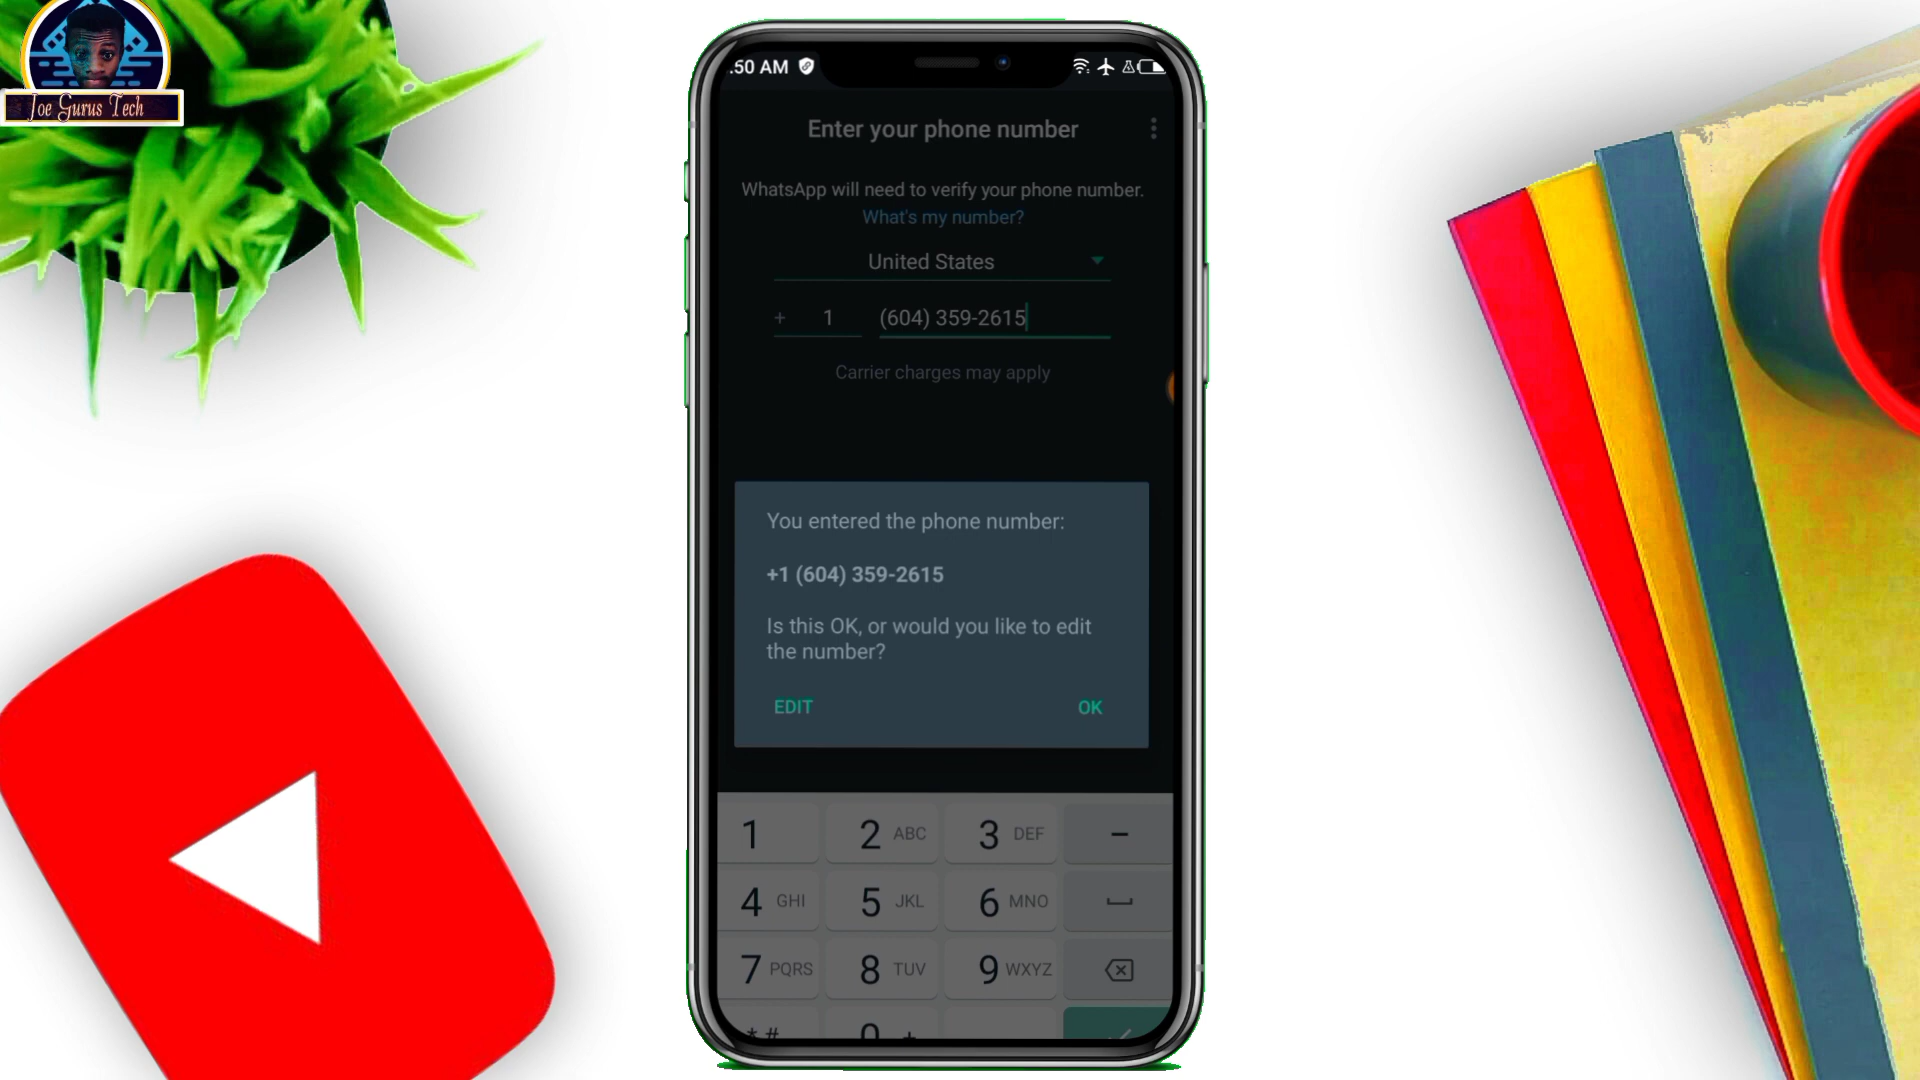 Joe Gurus Tech
:50 AM
Enter your phone number
WhatsApp will need to verify your phone number.
What's my number?
United States
+ 1 (604) 359-2615
Carrier charges may apply
You entered the phone number:
+1 (604) 359-2615
Is this OK, or would you like to edit
the number?
EDIT OK
1 2 ABC 3 DEF –
4 GHI 5 JKL 6 MNO
7 PQRS 8 TUV 9 WXYZ
* # 0 +